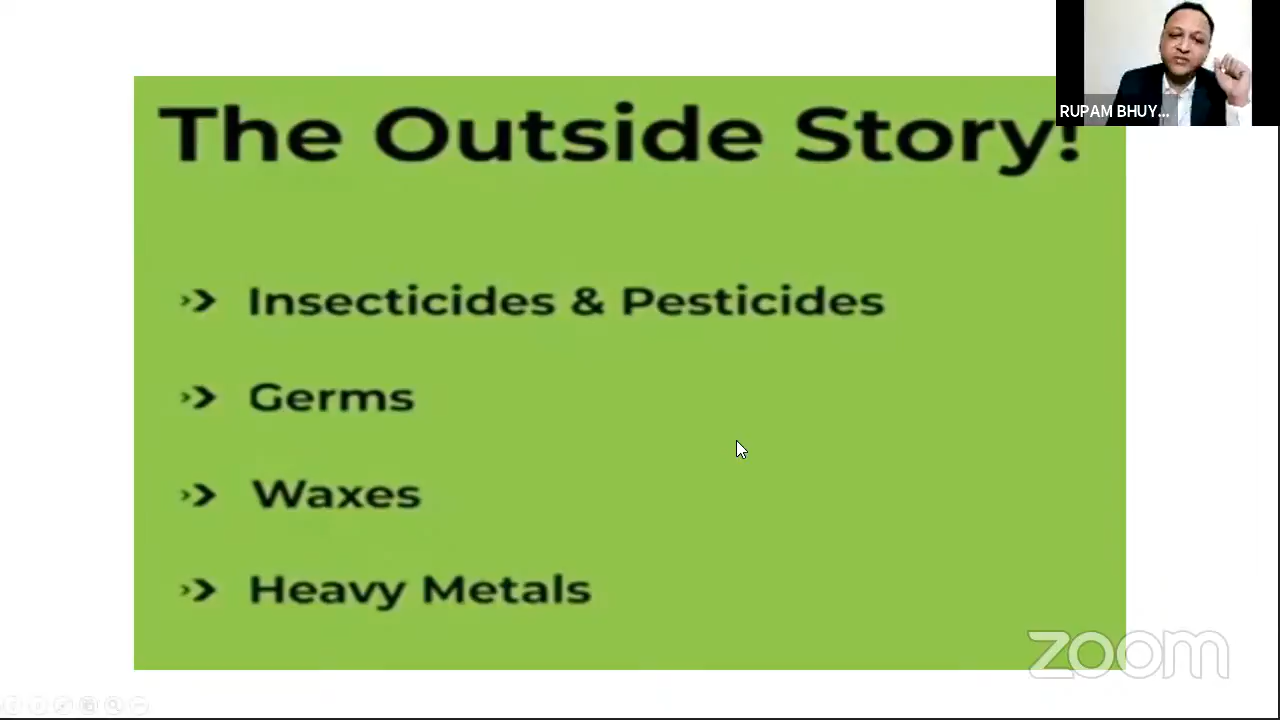 The Outside Story!
RUPAM BHUY...
Insecticides & Pesticides
Germs
Waxes
Heavy Metals
zoom